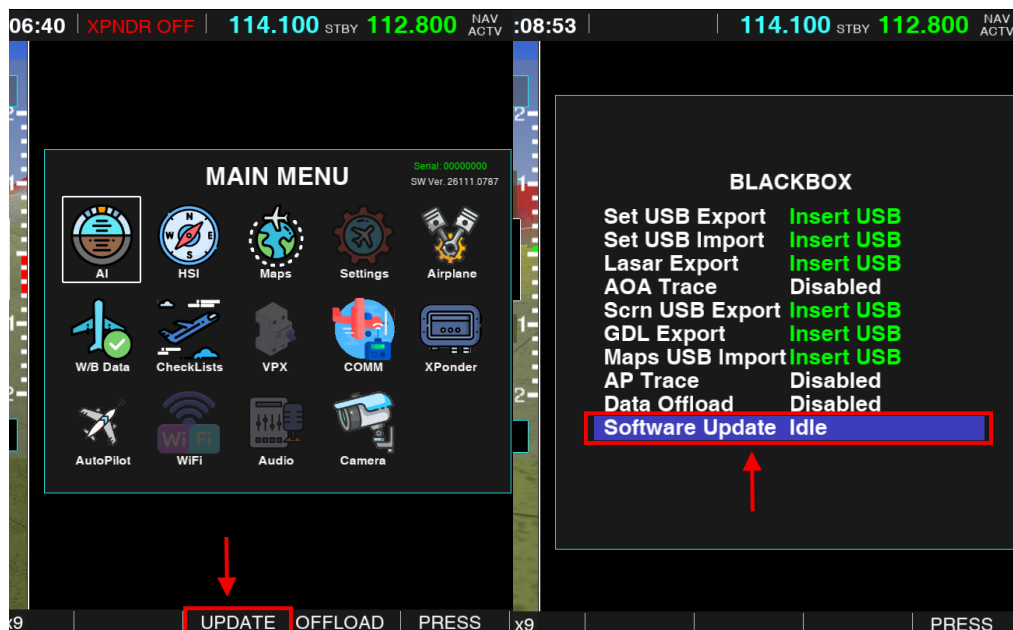 06:40 XPNDR OFF 114.100 STBY 112.800 NAV ACTV
MAIN MENU
Serial: 00000000
SW Ver. 26111.0787
AI HSI Maps Settings Airplane
W/B Data CheckLists VPX COMM XPonder
Wi Fi
AutoPilot WiFi Audio Camera
x9 UPDATE OFFLOAD PRESS
:08:53 114.100 STBY 112.800 NAV ACTV
2
1
1
2
BLACKBOX
Set USB Export Insert USB
Set USB Import Insert USB
Lasar Export Insert USB
AOA Trace Disabled
Scrn USB Export Insert USB
GDL Export Insert USB
Maps USB Import Insert USB
AP Trace Disabled
Data Offload Disabled
Software Update Idle
x9 PRESS